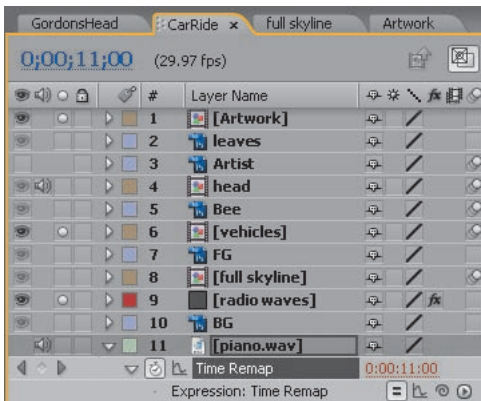 GordonsHead CarRide × full skyline Artwork
0;00;11;00 (29.97 fps)
# Layer Name
1 [Artwork]
2 leaves
3 Artist
4 head
5 Bee
6 [vehicles]
7 FG
8 [full skyline]
9 [radio waves] fx
10 BG
11 [piano.wav]
Time Remap 0:00:11:00
Expression: Time Remap